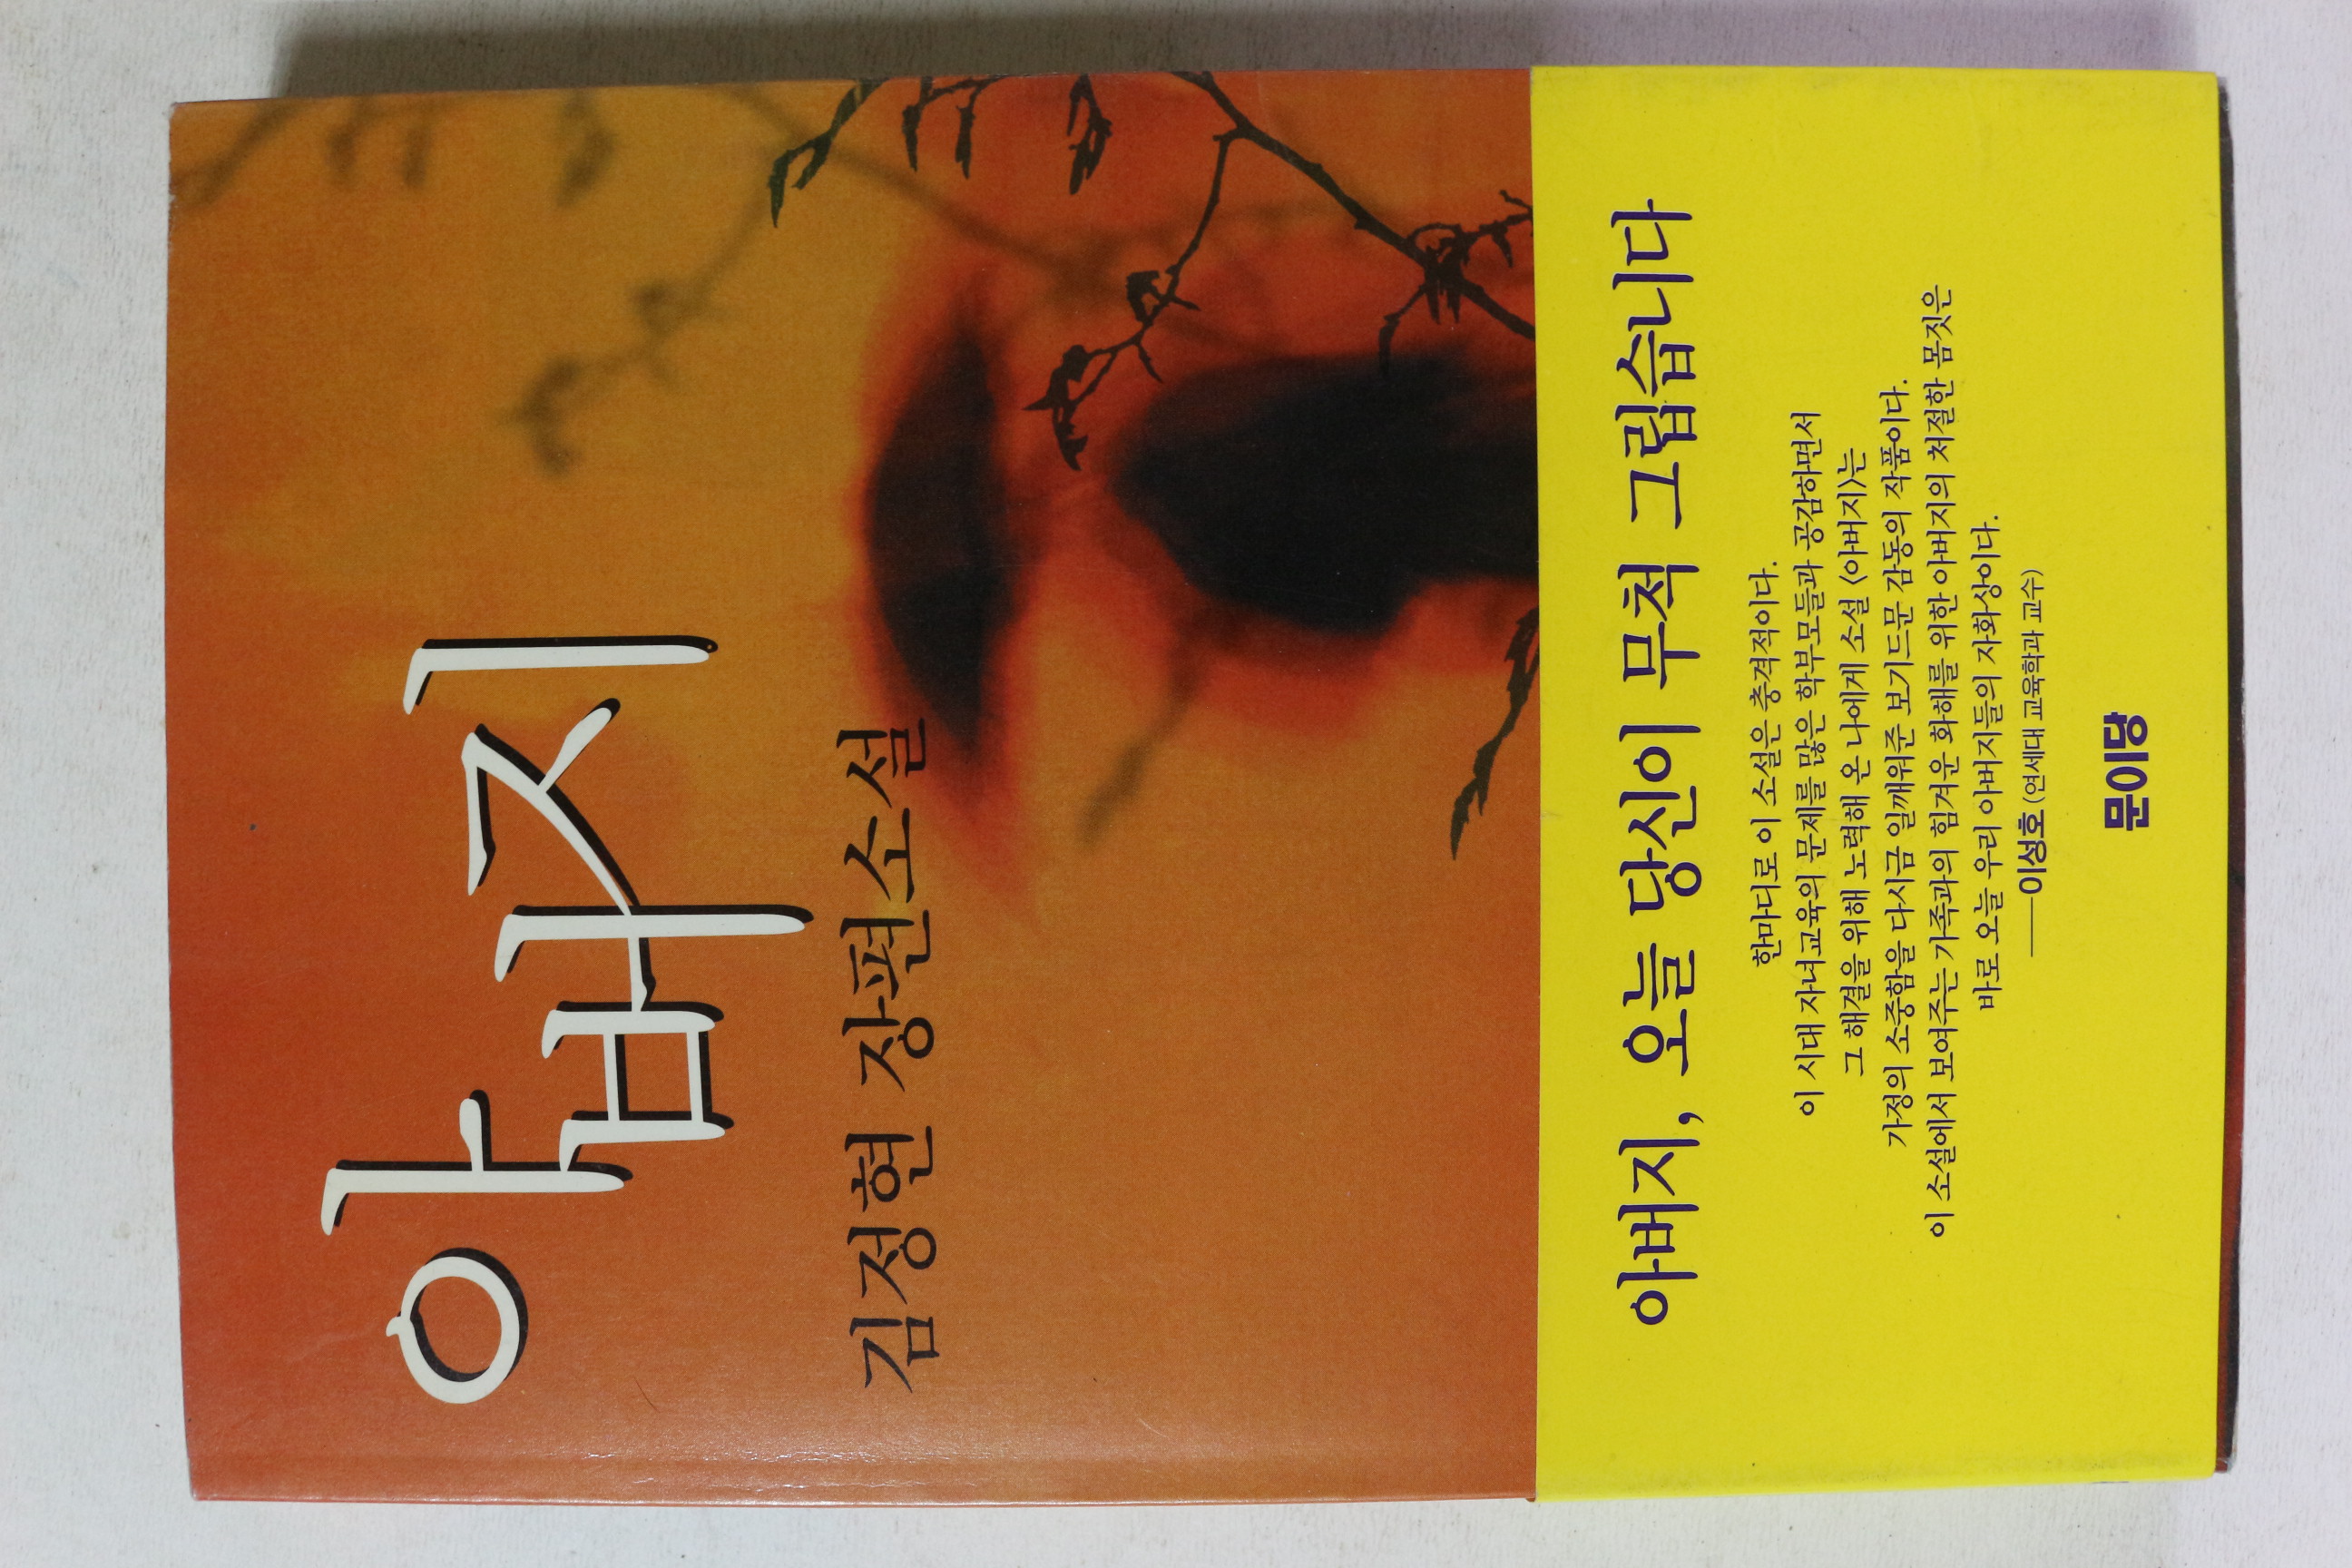 아버지
김정현 장편소설
아버지, 오늘 당신이 무척 그립습니다
한마디로 이 소설은 충격적이다.
이 시대 자녀교육의 문제를 많은 학부모들과 공감하면서
그 해결을 위해 노력해 온 나에게 소설 〈아버지〉는
가정의 소중함을 다시금 일깨워준 보기드문 감동의 작품이다.
이 소설에서 보여주는 가족과의 힘겨운 화해를 위한 아버지의 처절한 몸짓은
바로 오늘 우리 아버지들의 자화상이다.
──이성호 (연세대 교육학과 교수)
문이당